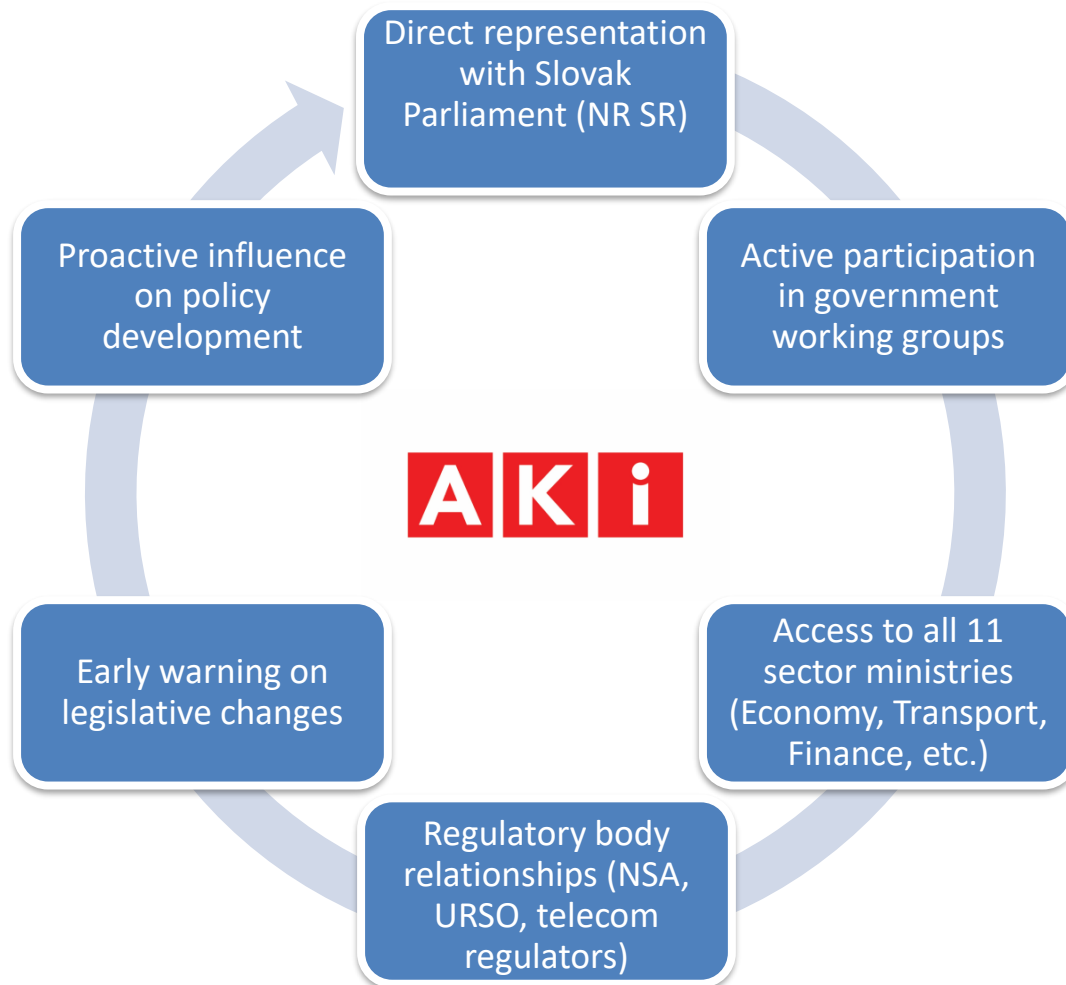 Direct representation
with Slovak
Parliament (NR SR)
Active participation
in government
working groups
Access to all 11
sector ministries
(Economy, Transport,
Finance, etc.)
Regulatory body
relationships (NSA,
URSO, telecom
regulators)
Early warning on
legislative changes
Proactive influence
on policy
development
AKi